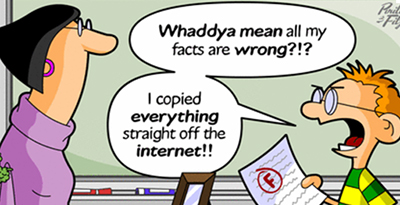 Whaddya mean all my
facts are wrong?!?
I copied
everything
straight off the
internet!!
F